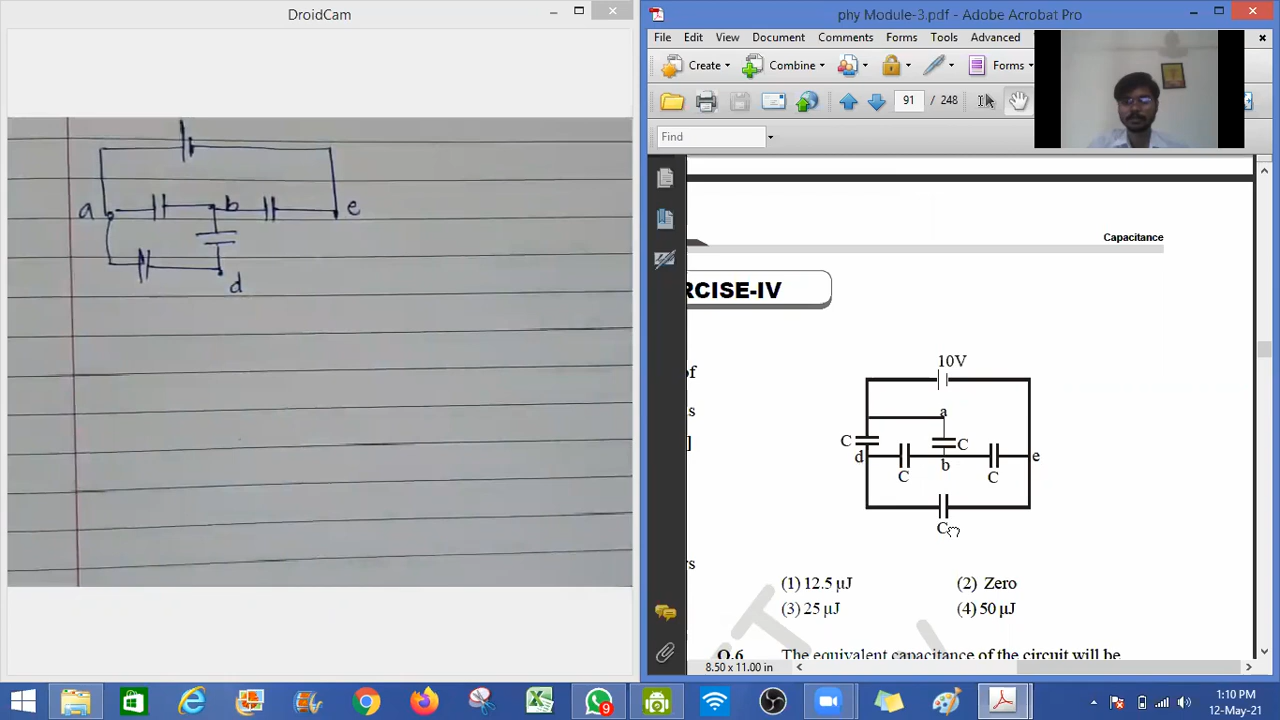 DroidCam
phy Module-3.pdf - Adobe Acrobat Pro
File Edit View Document Comments Forms Tools Advanced
Create Combine Forms
91 / 248
Find
a b e
d
Capacitance
RCISE-IV
of
s
]
rs
10V
a
C C
d b e
C C
C
(1) 12.5 μJ (2) Zero
(3) 25 μJ (4) 50 μJ
Q.6 The equivalent capacitance of the circuit will be
8.50 x 11.00 in
9
1:10 PM
12-May-21